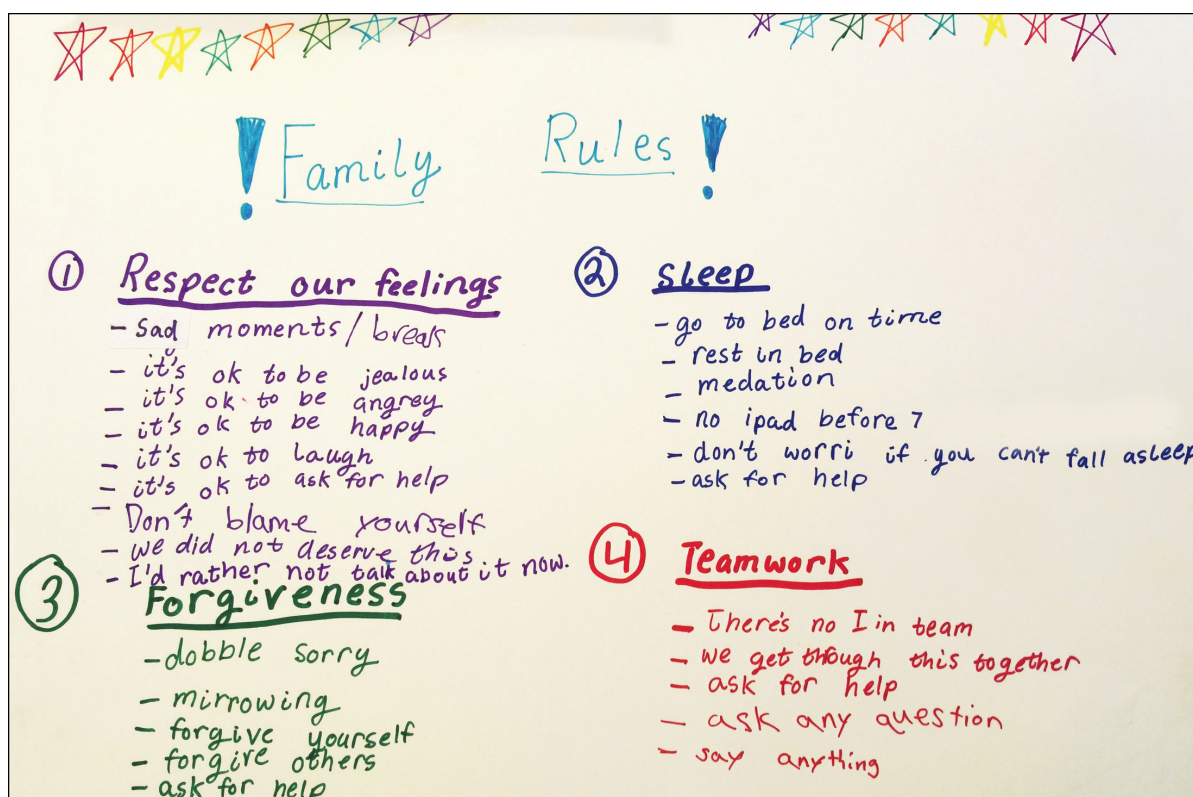 ! Family Rules !
① Respect our feelings
- Sad moments/break
- it's ok to be jealous
- it's ok to be angrey
- it's ok to be happy
- it's ok to laugh
- it's ok to ask for help
- Don't blame yourself
- we did not deserve this
- I'd rather not talk about it now.
② Sleep
- go to bed on time
- rest in bed
- medation
- no ipad before 7
- don't worri if you can't fall asleep
- ask for help
③ Forgiveness
- dobble sorry
- mirrowing
- forgive yourself
- forgive others
- ask for help
④ Teamwork
- There's no I in team
- we get though this together
- ask for help
- ask any question
- say anything